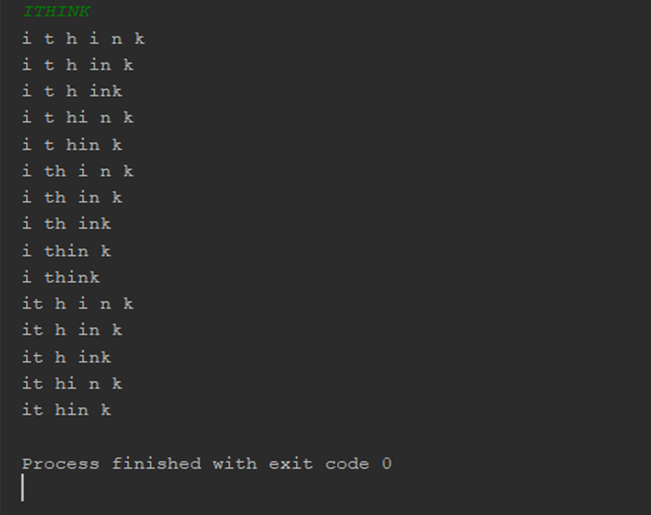 ITHINK
i t h i n k
i t h in k
i t h ink
i t hi n k
i t hin k
i th i n k
i th in k
i th ink
i thin k
i think
it h i n k
it h in k
it h ink
it hi n k
it hin k
Process finished with exit code 0